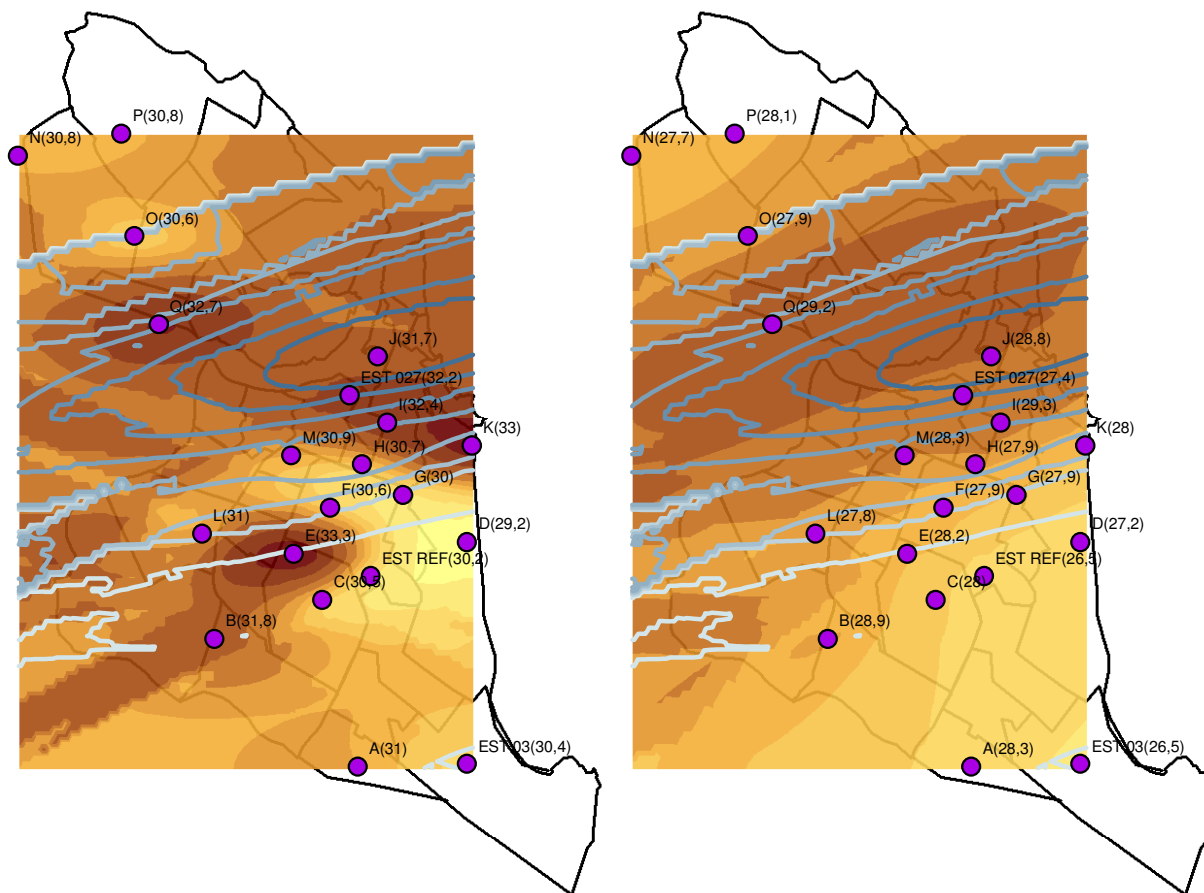 P(30,8)
N(30,8)
O(30,6)
Q(32,7)
J(31,7)
EST 027(32,2)
I(32,4)
K(33)
M(30,9)
H(30,7)
G(30)
F(30,6)
D(29,2)
L(31)
E(33,3)
EST REF(30,2)
C(30,5)
B(31,8)
A(31)
EST 03(30,4)
P(28,1)
N(27,7)
O(27,9)
Q(29,2)
J(28,8)
EST 027(27,4)
I(29,3)
K(28)
M(28,3)
H(27,9)
G(27,9)
F(27,9)
D(27,2)
L(27,8)
E(28,2)
EST REF(26,5)
C(28)
B(28,9)
A(28,3)
EST 03(26,5)